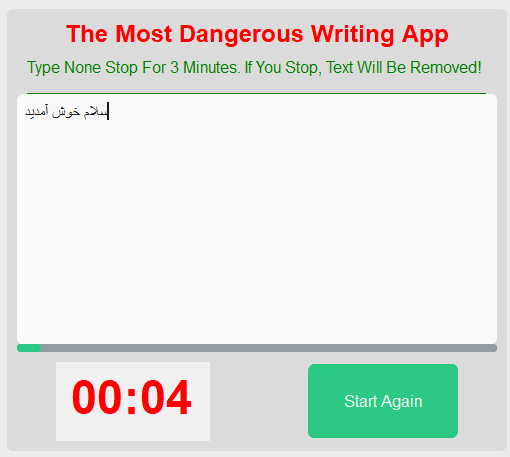 The Most Dangerous Writing App
Type None Stop For 3 Minutes. If You Stop, Text Will Be Removed!
سلام خوش آمدید
00:04
Start Again